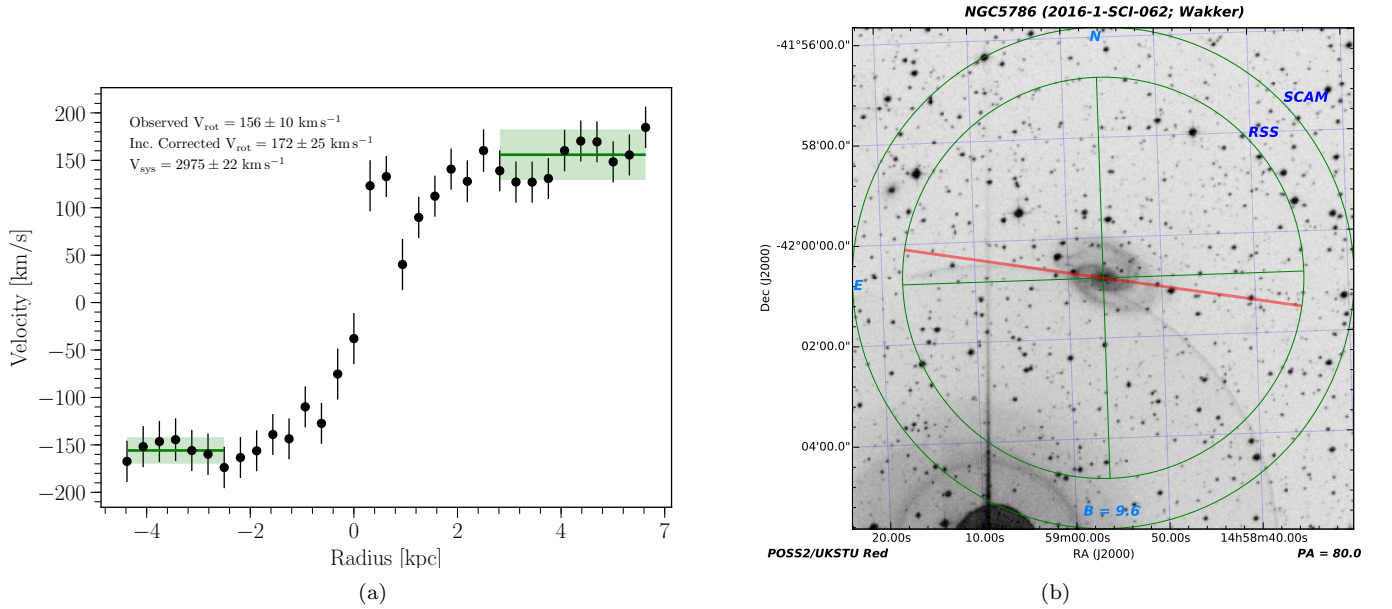 Observed V_rot = 156 ± 10 km s^−1
Inc. Corrected V_rot = 172 ± 25 km s^−1
V_sys = 2975 ± 22 km s^−1
200
150
100
50
0
−50
−100
−150
−200
Velocity [km/s]
−4
−2
0
2
4
7
Radius [kpc]
(a)
NGC5786 (2016-1-SCI-062; Wakker)
-41°56'00.0"
58'00.0"
-42°00'00.0"
02'00.0"
04'00.0"
Dec (J2000)
N
SCAM
RSS
E
B = 9.6
20.00s
10.00s
59m00.00s
50.00s
14h58m40.00s
POSS2/UKSTU Red
RA (J2000)
PA = 80.0
(b)